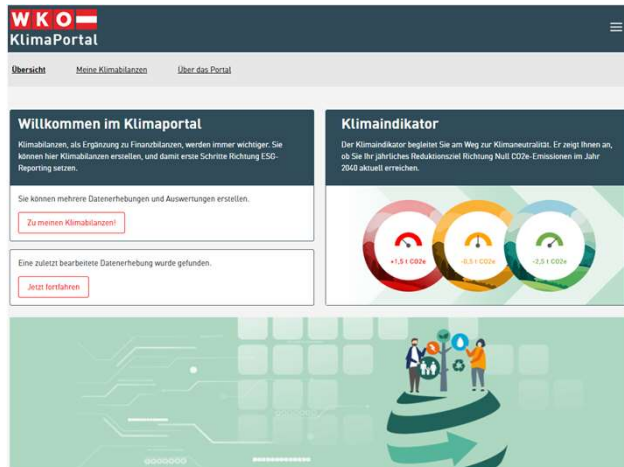 WKO
KlimaPortal
Übersicht Meine Klimabilanzen Über das Portal
Willkommen im Klimaportal
Klimabilanzen, als Ergänzung zu Finanzbilanzen, werden immer wichtiger. Sie
können hier Klimabilanzen erstellen, und damit erste Schritte Richtung ESG-
Reporting setzen.
Sie können mehrere Datenerhebungen und Auswertungen erstellen.
Zu meinen Klimabilanzen!
Eine zuletzt bearbeitete Datenerhebung wurde gefunden.
Jetzt fortfahren
Klimaindikator
Der Klimaindikator begleitet Sie am Weg zur Klimaneutralität. Er zeigt Ihnen an,
ob Sie Ihr jährliches Reduktionsziel Richtung Null CO2e-Emissionen im Jahr
2040 aktuell erreichen.
+1,5 t CO2e -0,5 t CO2e -2,5 t CO2e